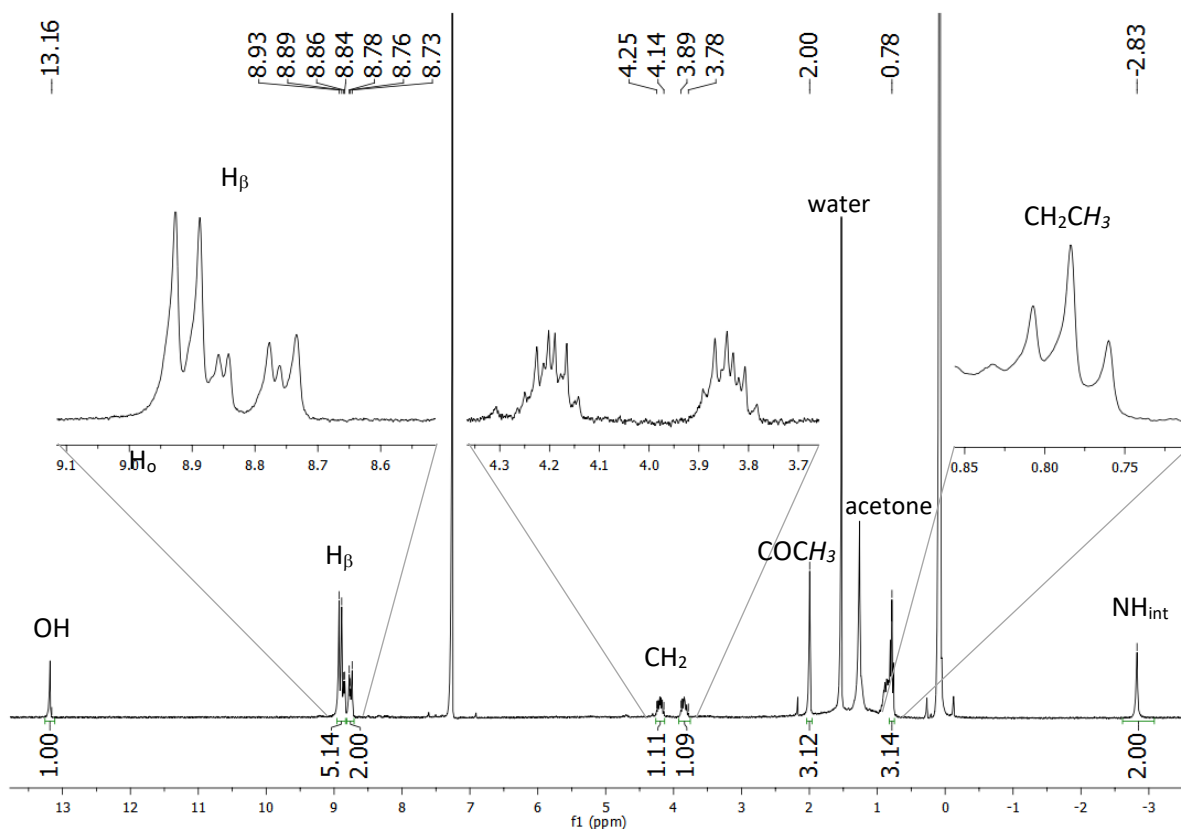 -13.16
8.93
8.89
8.86
8.84
8.78
8.76
8.73
4.25
4.14
3.89
3.78
-2.00
-0.78
--2.83
Hβ
water
CH2CH3
9.1 9.0 8.9 8.8 8.7 8.6
4.3 4.2 4.1 4.0 3.9 3.8 3.7
0.85 0.80 0.75
Ho
acetone
Hβ
COCH3
NHint
OH
CH2
1.00
5.14
2.00
1.11
1.09
3.12
3.14
2.00
13 12 11 10 9 8 7 6 5 4 3 2 1 0 -1 -2 -3
f1 (ppm)